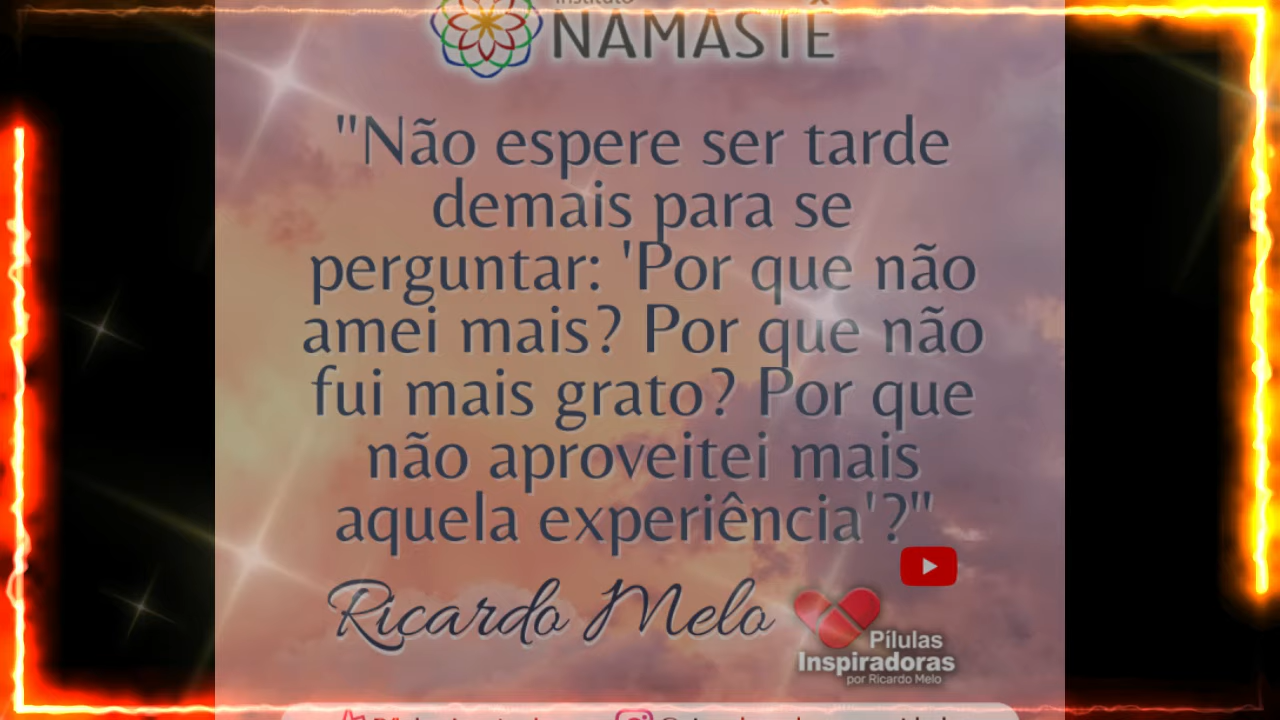 Instituto
NAMASTÊ
"Não espere ser tarde
demais para se
perguntar: 'Por que não
amei mais? Por que não
fui mais grato? Por que
não aproveitei mais
aquela experiência'?"
Ricardo Melo
Pílulas
Inspiradoras
por Ricardo Melo